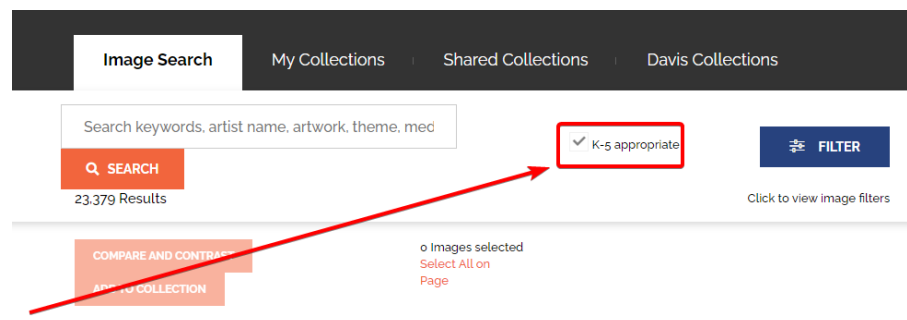 Image Search My Collections Shared Collections Davis Collections
Search keywords, artist name, artwork, theme, med
K-5 appropriate
FILTER
SEARCH
23,379 Results
Click to view image filters
COMPARE AND CONTRAST
0 Images selected
Select All on
Page
ADD TO COLLECTION